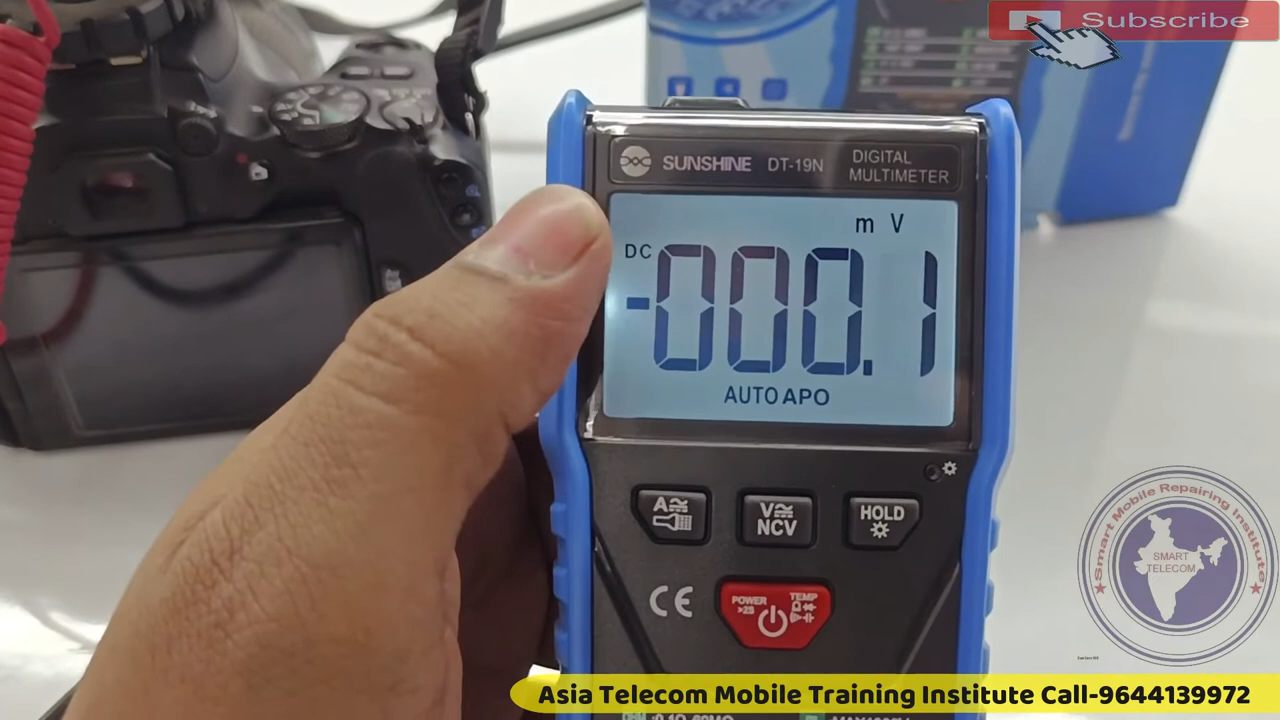 Subscribe
SUNSHINE DT-19N DIGITAL MULTIMETER
m V
DC
-000.1
AUTO APO
A
V NCV
HOLD
CE
POWER >2S
TEMP
Ω
Smart Mobile Repairing Institute
SMART TELECOM
Asia Telecom Mobile Training Institute Call-9644139972